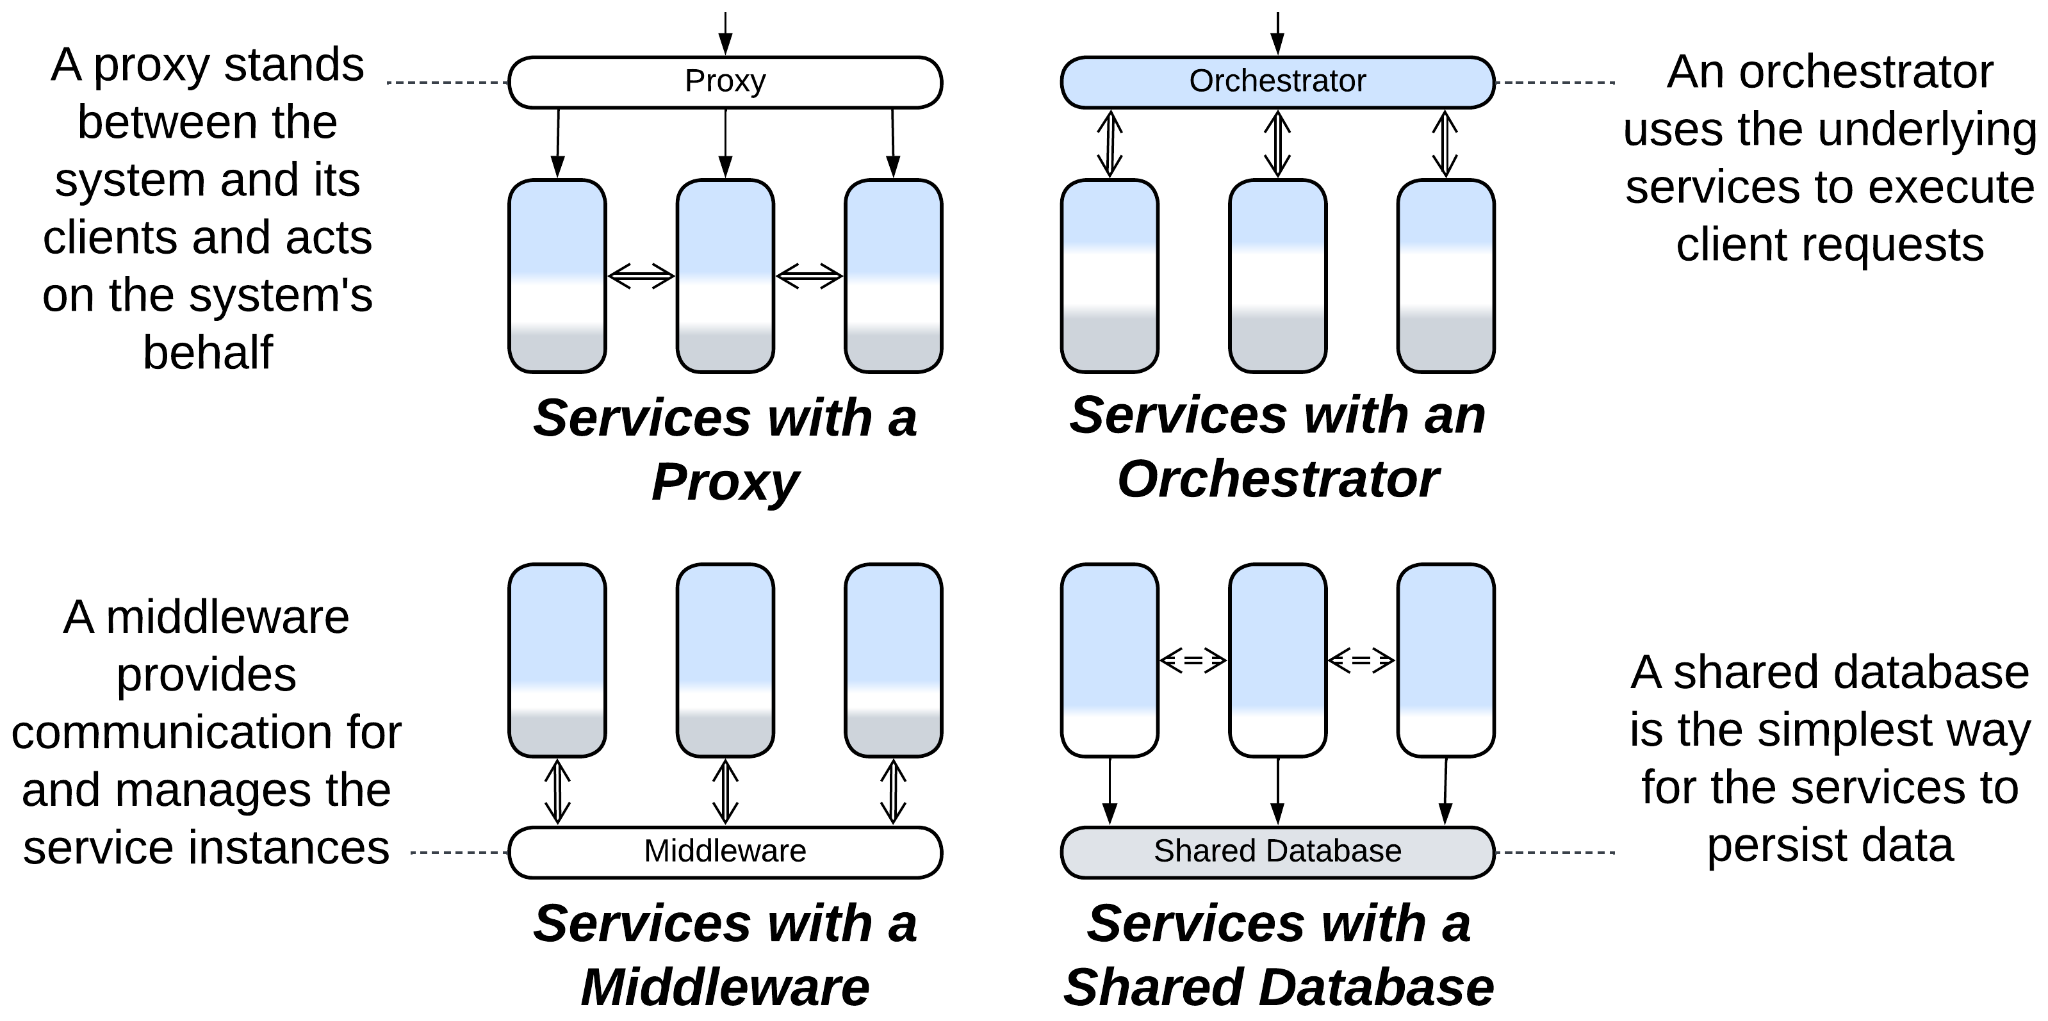 A proxy stands
between the
system and its
clients and acts
on the system's
behalf
Proxy
Services with a
Proxy
Orchestrator
An orchestrator
uses the underlying
services to execute
client requests
Services with an
Orchestrator
A middleware
provides
communication for
and manages the
service instances
Middleware
Services with a
Middleware
Shared Database
A shared database
is the simplest way
for the services to
persist data
Services with a
Shared Database